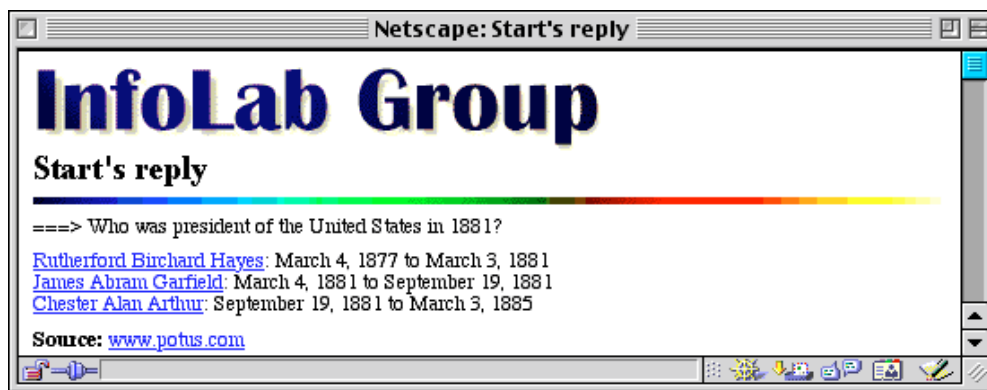 Netscape: Start's reply
InfoLab Group
Start's reply
===> Who was president of the United States in 1881?
Rutherford Birchard Hayes: March 4, 1877 to March 3, 1881
James Abram Garfield: March 4, 1881 to September 19, 1881
Chester Alan Arthur: September 19, 1881 to March 3, 1885
Source: www.potus.com